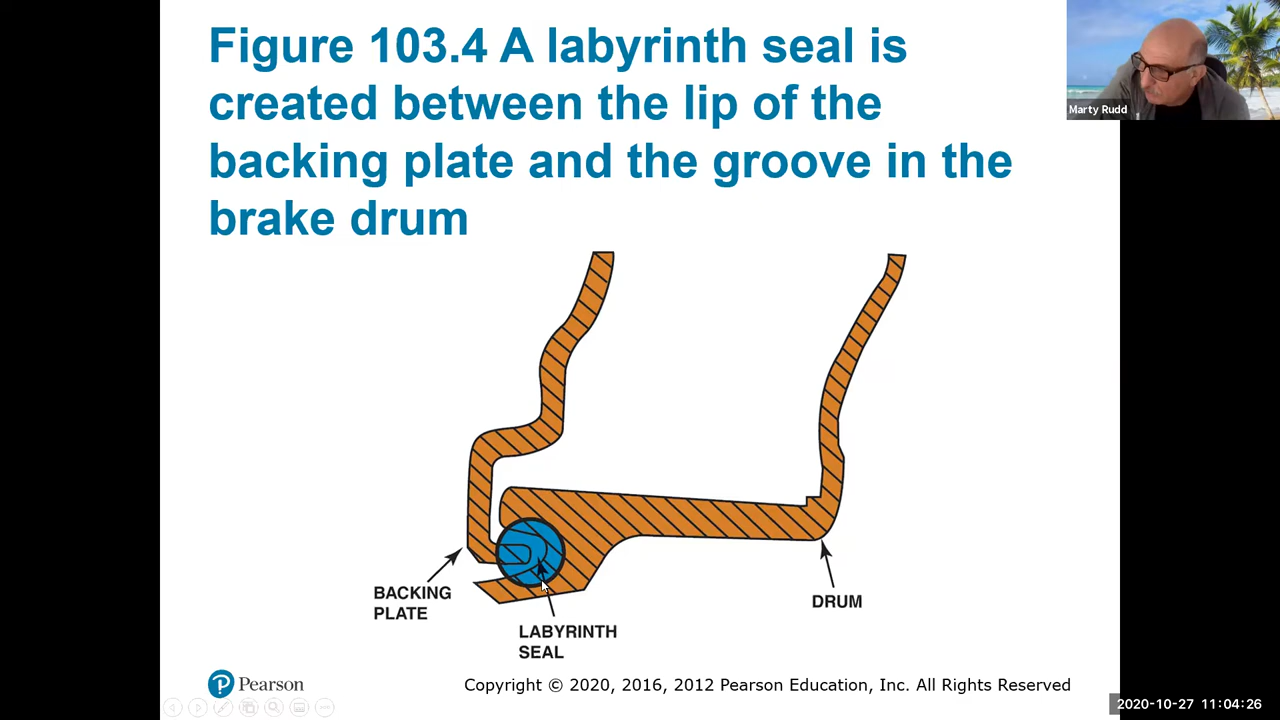 Figure 103.4 A labyrinth seal is
created between the lip of the
backing plate and the groove in the
brake drum
Marty Rudd
BACKING
PLATE
LABYRINTH
SEAL
DRUM
P Pearson
Copyright © 2020, 2016, 2012 Pearson Education, Inc. All Rights Reserved
2020-10-27 11:04:26